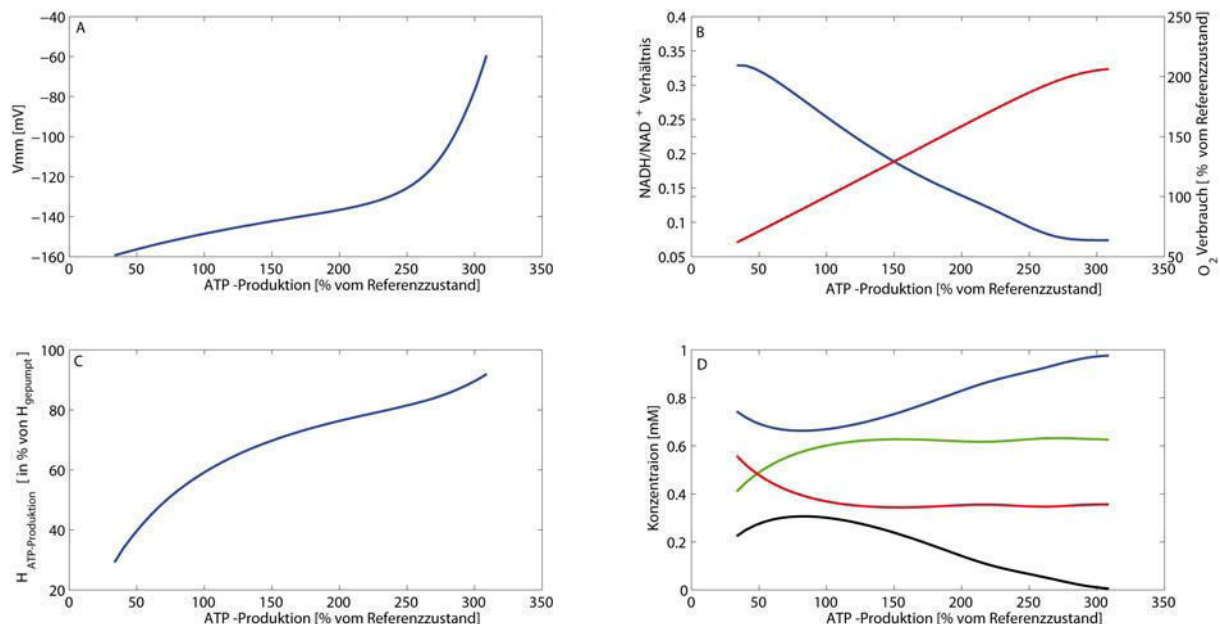 A
Vmm [mV]
−40
−60
−80
−100
−120
−140
−160
0 50 100 150 200 250 300 350
ATP -Produktion [% vom Referenzzustand]
B
NADH/NAD + Verhältnis
0.4
0.35
0.3
0.25
0.2
0.15
0.1
0.05
0 50 100 150 200 250 300 350
ATP -Produktion [% vom Referenzzustand]
250
200
150
100
50
O2 Verbrauch [ % vom Referenzzustand]
C
H ATP-Produktion [ in % von H gepumpt ]
100
80
60
40
20
0 50 100 150 200 250 300 350
ATP -Produktion [% vom Referenzzustand]
D
Konzentraion [mM]
1
0.8
0.6
0.4
0.2
0
0 50 100 150 200 250 300 350
ATP -Produktion [% vom Referenzzustand]